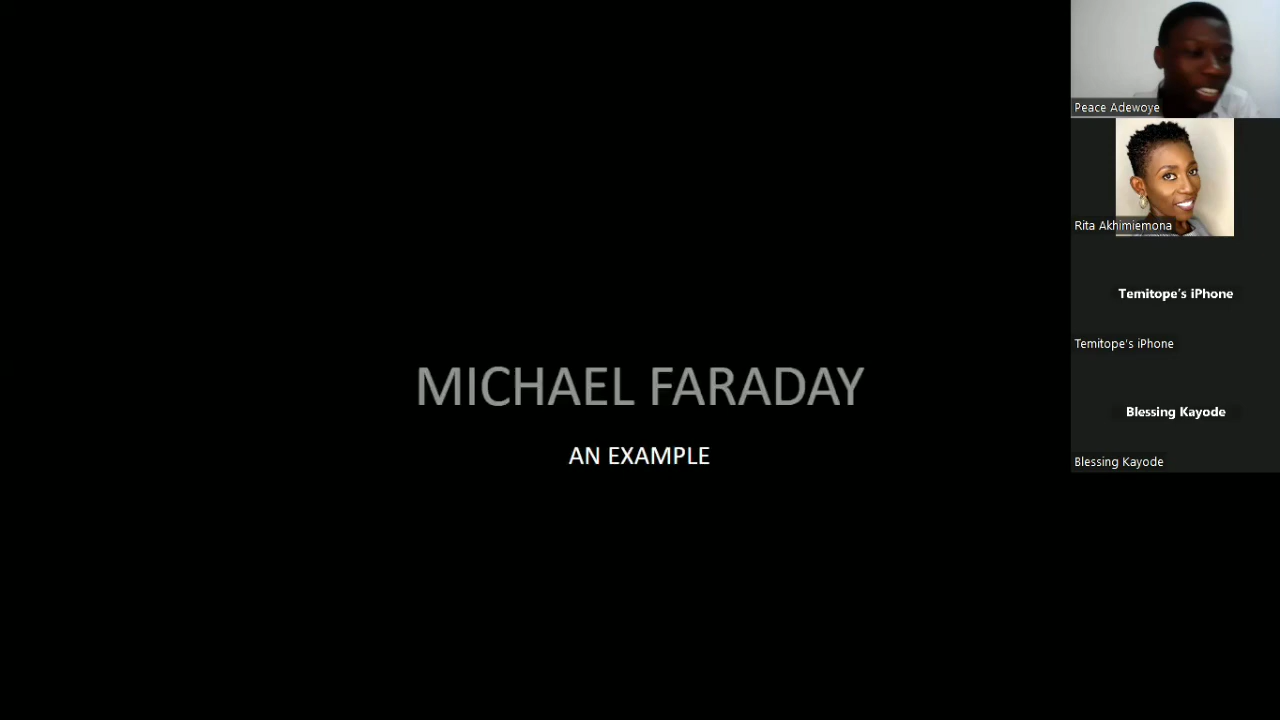 MICHAEL FARADAY
AN EXAMPLE
Peace Adewoye
Rita Akhimiemona
Temitope's iPhone
Temitope's iPhone
Blessing Kayode
Blessing Kayode